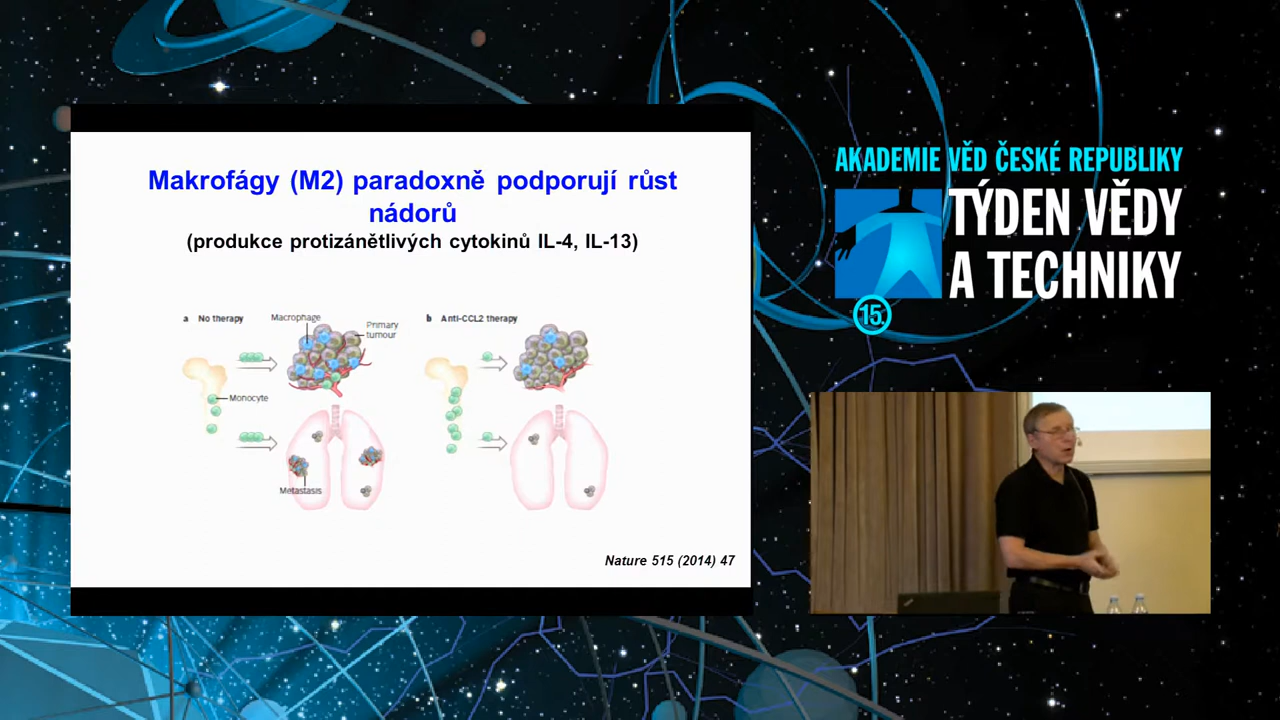 Makrofágy (M2) paradoxně podporují růst
nádorů
(produkce protizánětlivých cytokinů IL-4, IL-13)
a No therapy
Macrophage
Primary
tumour
Monocyte
Metastasis
b Anti-CCL2 therapy
Nature 515 (2014) 47
AKADEMIE VĚD ČESKÉ REPUBLIKY
TÝDEN VĚDY
A TECHNIKY
15.